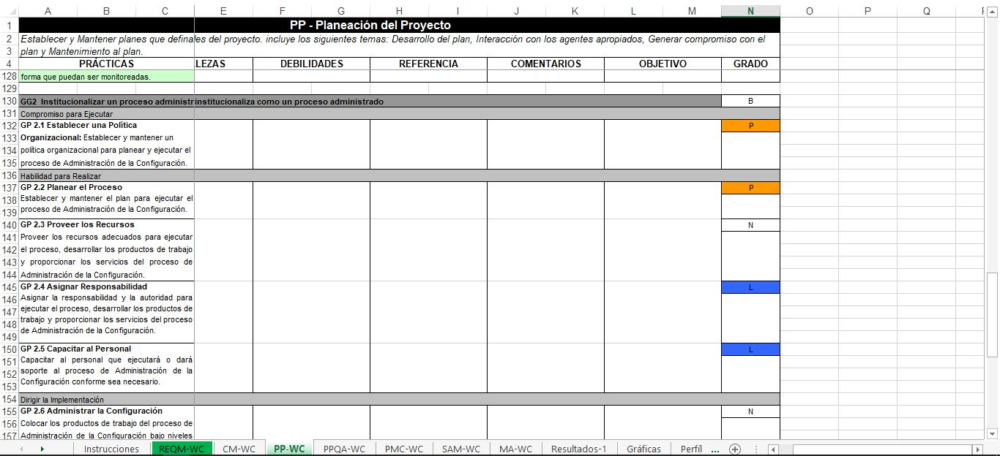 A B C E F G H I J K L M N O P Q
1 PP - Planeación del Proyecto
2 Establecer y Mantener planes que definales del proyecto. incluye los siguientes temas: Desarrollo del plan, Interacción con los agentes apropiados, Generar compromiso con el
3 plan y Mantenimiento al plan.
4 PRÁCTICAS LEZAS DEBILIDADES REFERENCIA COMENTARIOS OBJETIVO GRADO
128 forma que puedan ser monitoreadas.
129
130 GG2 Institucionalizar un proceso administrinstitucionaliza como un proceso administrado B
131 Compromiso para Ejecutar
132 GP 2.1 Establecer una Política P
133 Organizacional: Establecer y mantener un
134 política organizacional para planear y ejecutar el
135 proceso de Administración de la Configuración.
136 Habilidad para Realizar
137 GP 2.2 Planear el Proceso P
138 Establecer y mantener el plan para ejecutar el
139 proceso de Administración de la Configuración.
140 GP 2.3 Proveer los Recursos N
141 Proveer los recursos adecuados para ejecutar
142 el proceso, desarrollar los productos de trabajo
143 y proporcionar los servicios del proceso de
144 Administración de la Configuración.
145 GP 2.4 Asignar Responsabilidad L
146 Asignar la responsabilidad y la autoridad para
147 ejecutar el proceso, desarrollar los productos de
148 trabajo y proporcionar los servicios del proceso
149 de Administración de la Configuración.
150 GP 2.5 Capacitar al Personal L
151 Capacitar al personal que ejecutará o dará
152 soporte al proceso de Administración de la
153 Configuración conforme sea necesario.
154 Dirigir la Implementación
155 GP 2.6 Administrar la Configuración N
156 Colocar los productos de trabajo del proceso de
157 Administración de la Configuración bajo niveles
Instrucciones REQM-WC CM-WC PP-WC PPQA-WC PMC-WC SAM-WC MA-WC Resultados-1 Gráficas Perfíl ...